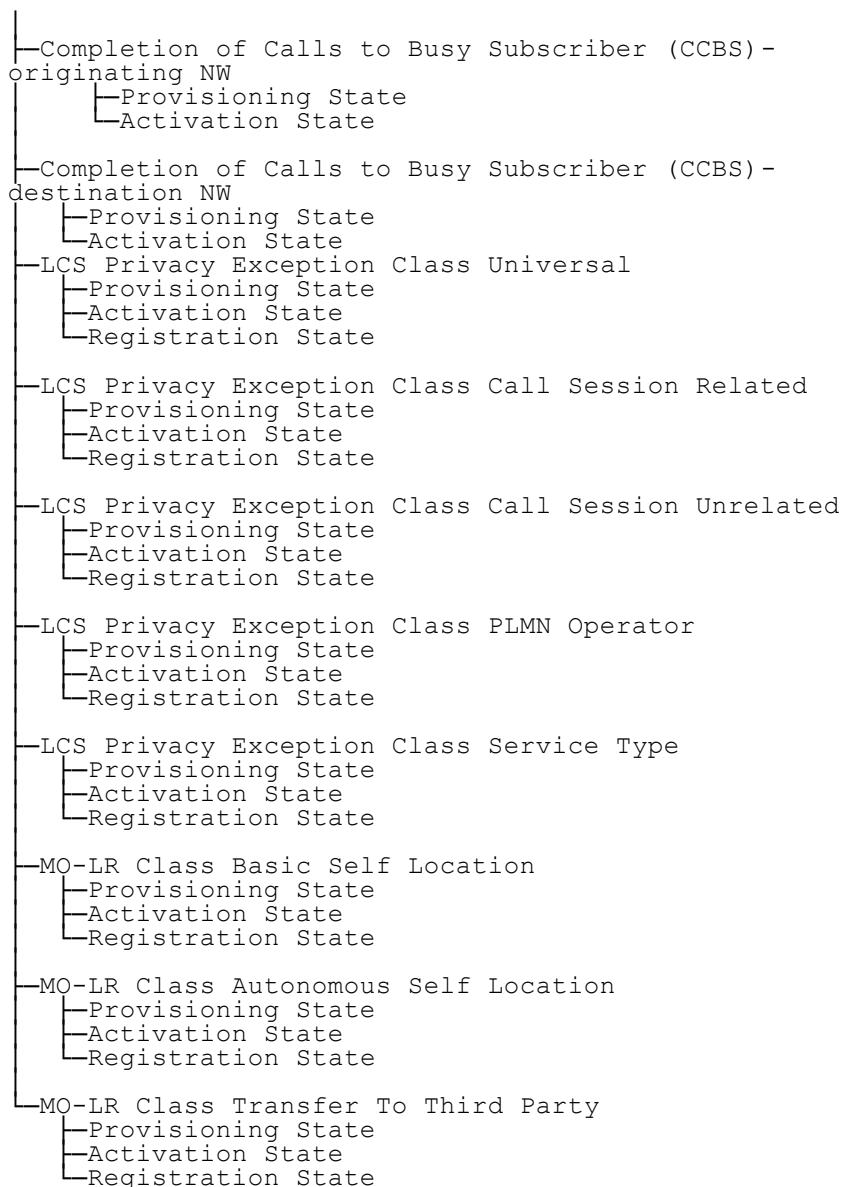 Completion of Calls to Busy Subscriber (CCBS)-
originating NW
Provisioning State
Activation State
Completion of Calls to Busy Subscriber (CCBS)-
destination NW
Provisioning State
Activation State
LCS Privacy Exception Class Universal
Provisioning State
Activation State
Registration State
LCS Privacy Exception Class Call Session Related
Provisioning State
Activation State
Registration State
LCS Privacy Exception Class Call Session Unrelated
Provisioning State
Activation State
Registration State
LCS Privacy Exception Class PLMN Operator
Provisioning State
Activation State
Registration State
LCS Privacy Exception Class Service Type
Provisioning State
Activation State
Registration State
MO-LR Class Basic Self Location
Provisioning State
Activation State
Registration State
MO-LR Class Autonomous Self Location
Provisioning State
Activation State
Registration State
MO-LR Class Transfer To Third Party
Provisioning State
Activation State
Registration State